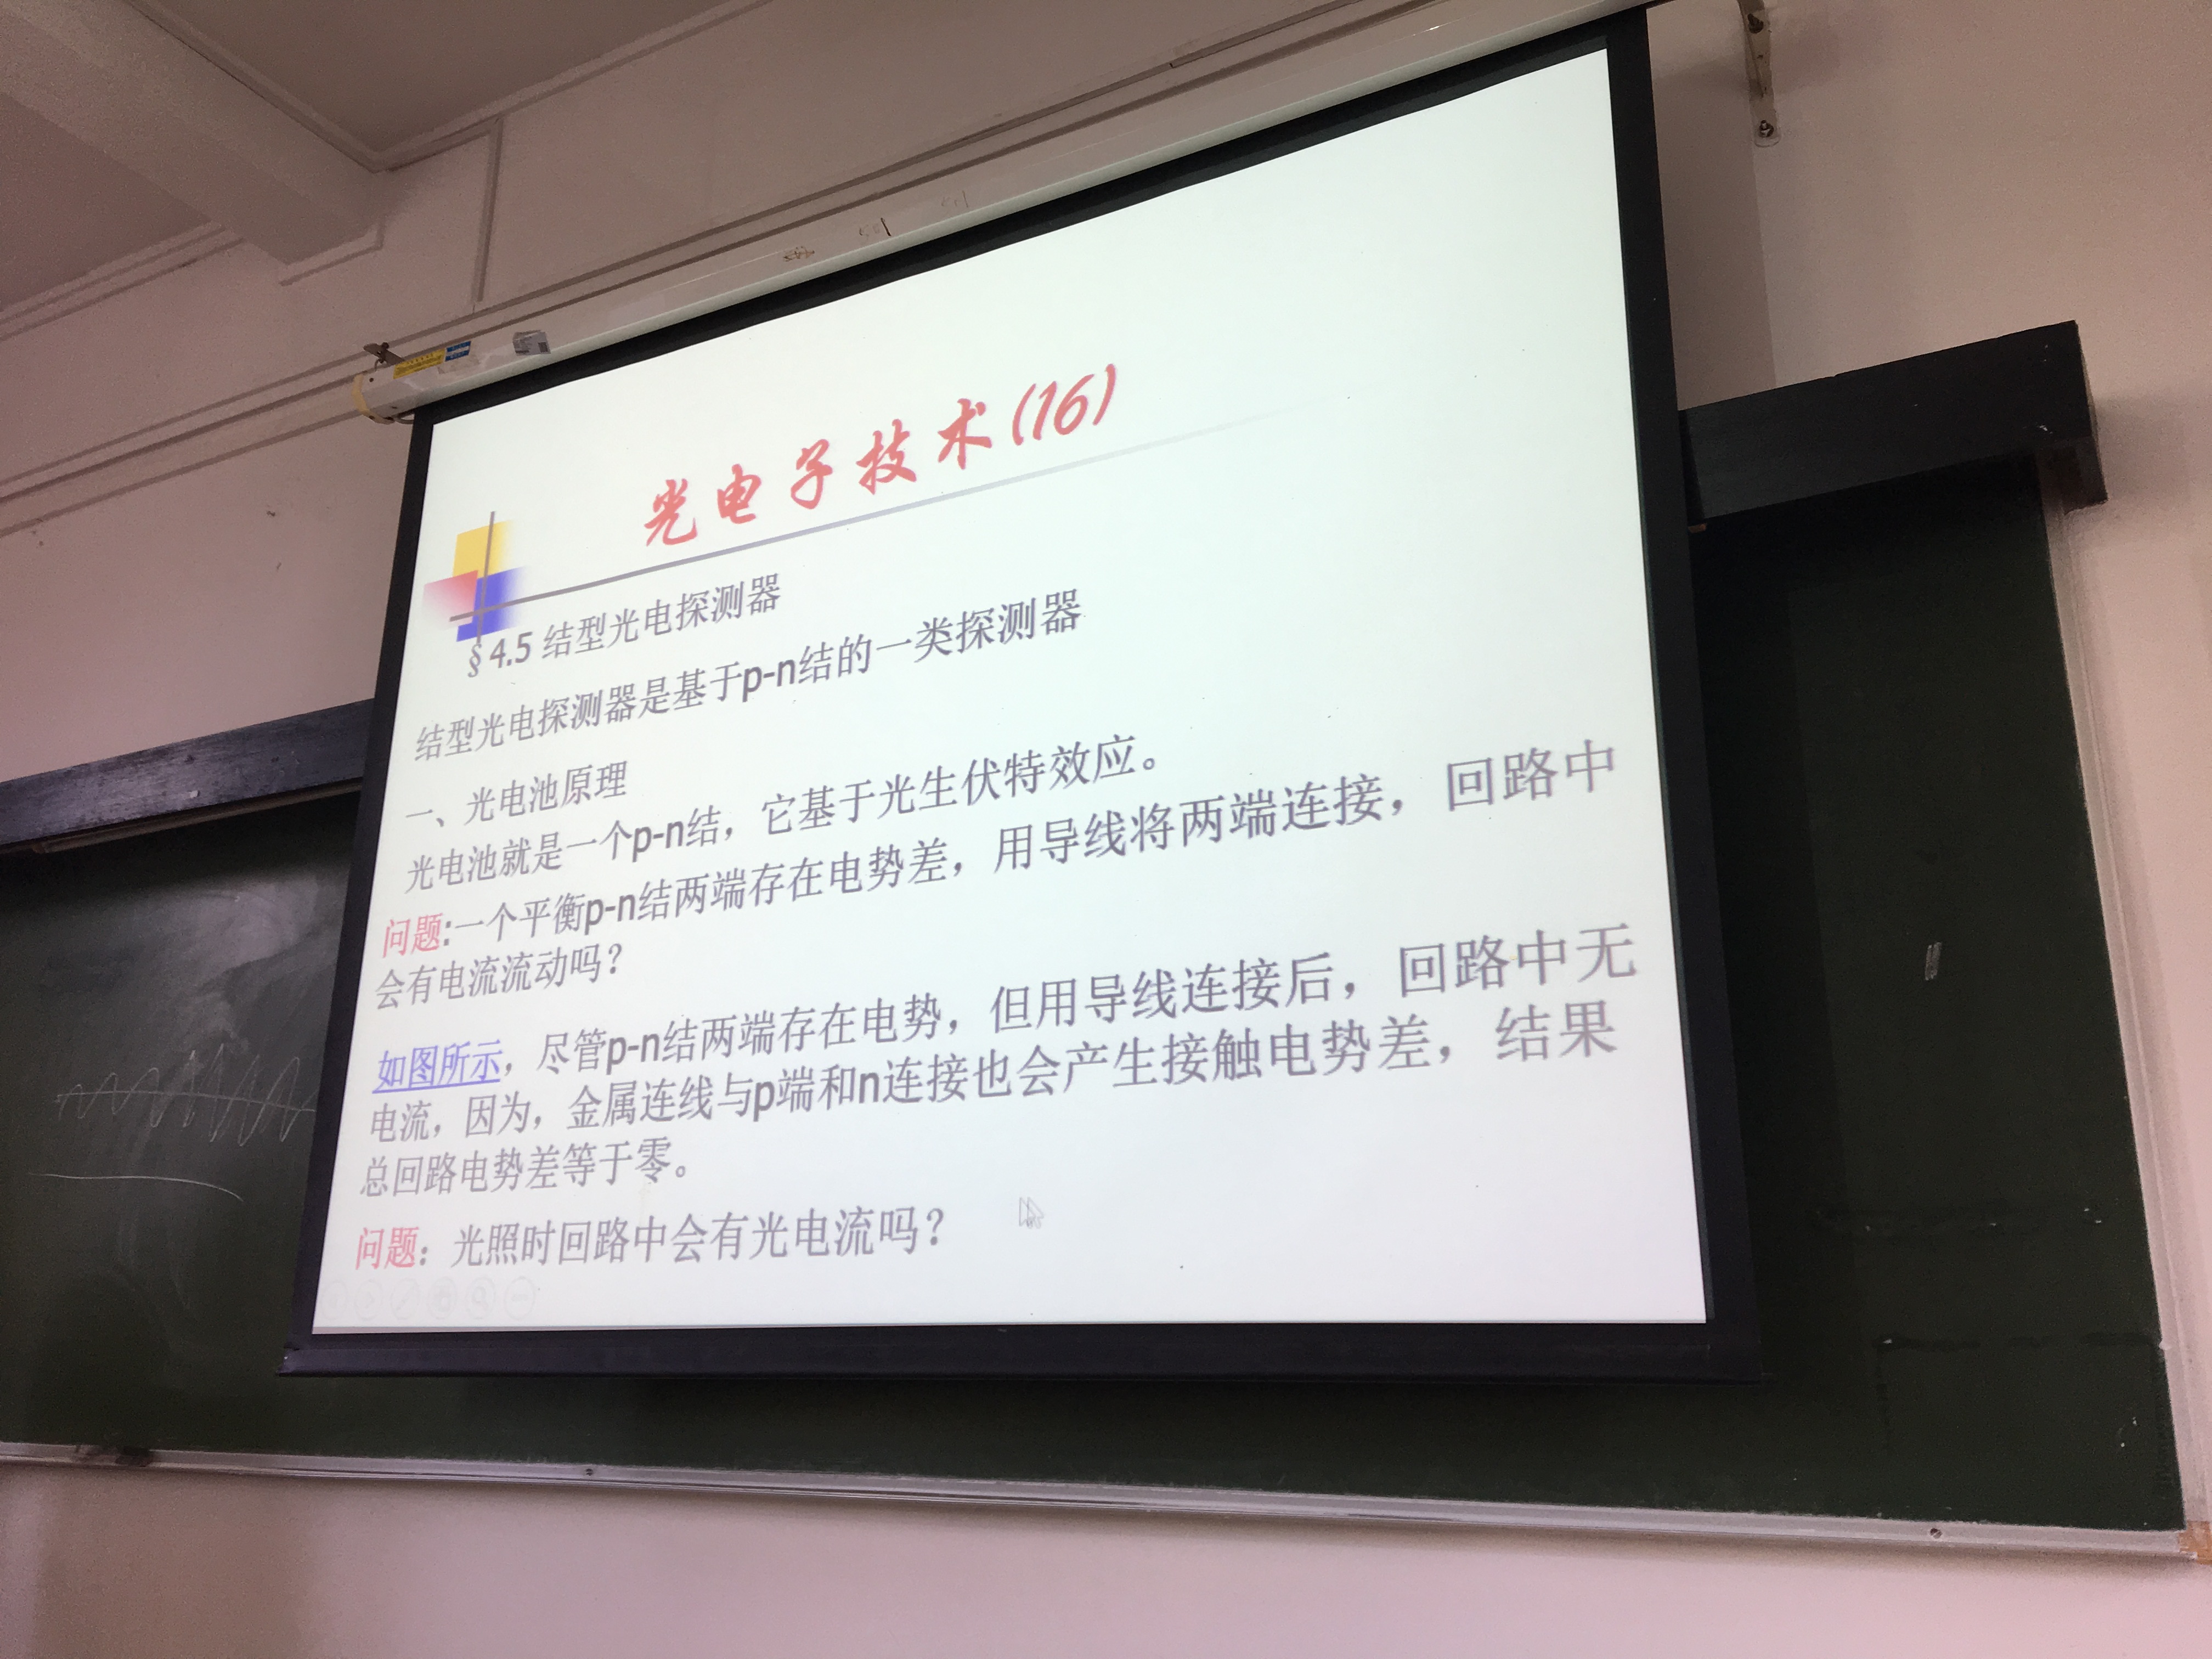 光电子技术(16)
§4.5 结型光电探测器
结型光电探测器是基于p-n结的一类探测器
一、光电池原理
光电池就是一个p-n结，它基于光生伏特效应。
问题:一个平衡p-n结两端存在电势差，用导线将两端连接，回路中
会有电流流动吗？
如图所示，尽管p-n结两端存在电势，但用导线连接后，回路中无
电流，因为，金属连线与p端和n连接也会产生接触电势差，结果
总回路电势差等于零。
问题：光照时回路中会有光电流吗？